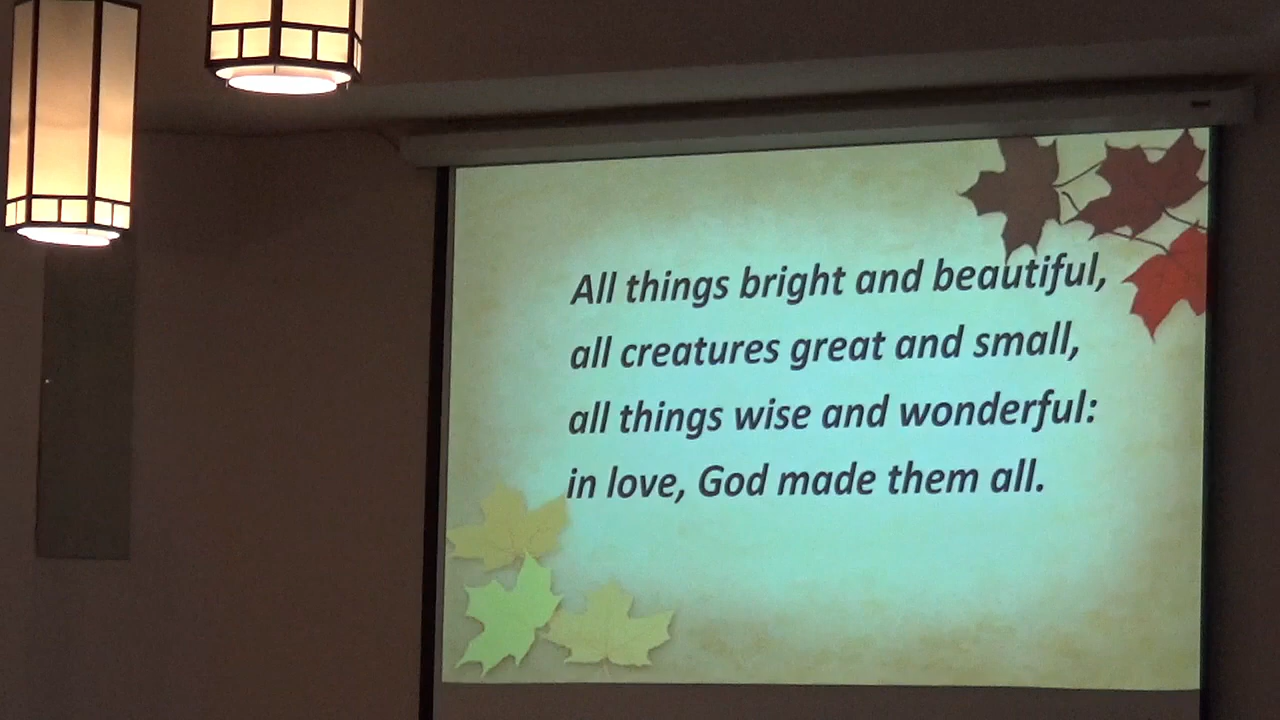 All things bright and beautiful,
all creatures great and small,
all things wise and wonderful:
in love, God made them all.